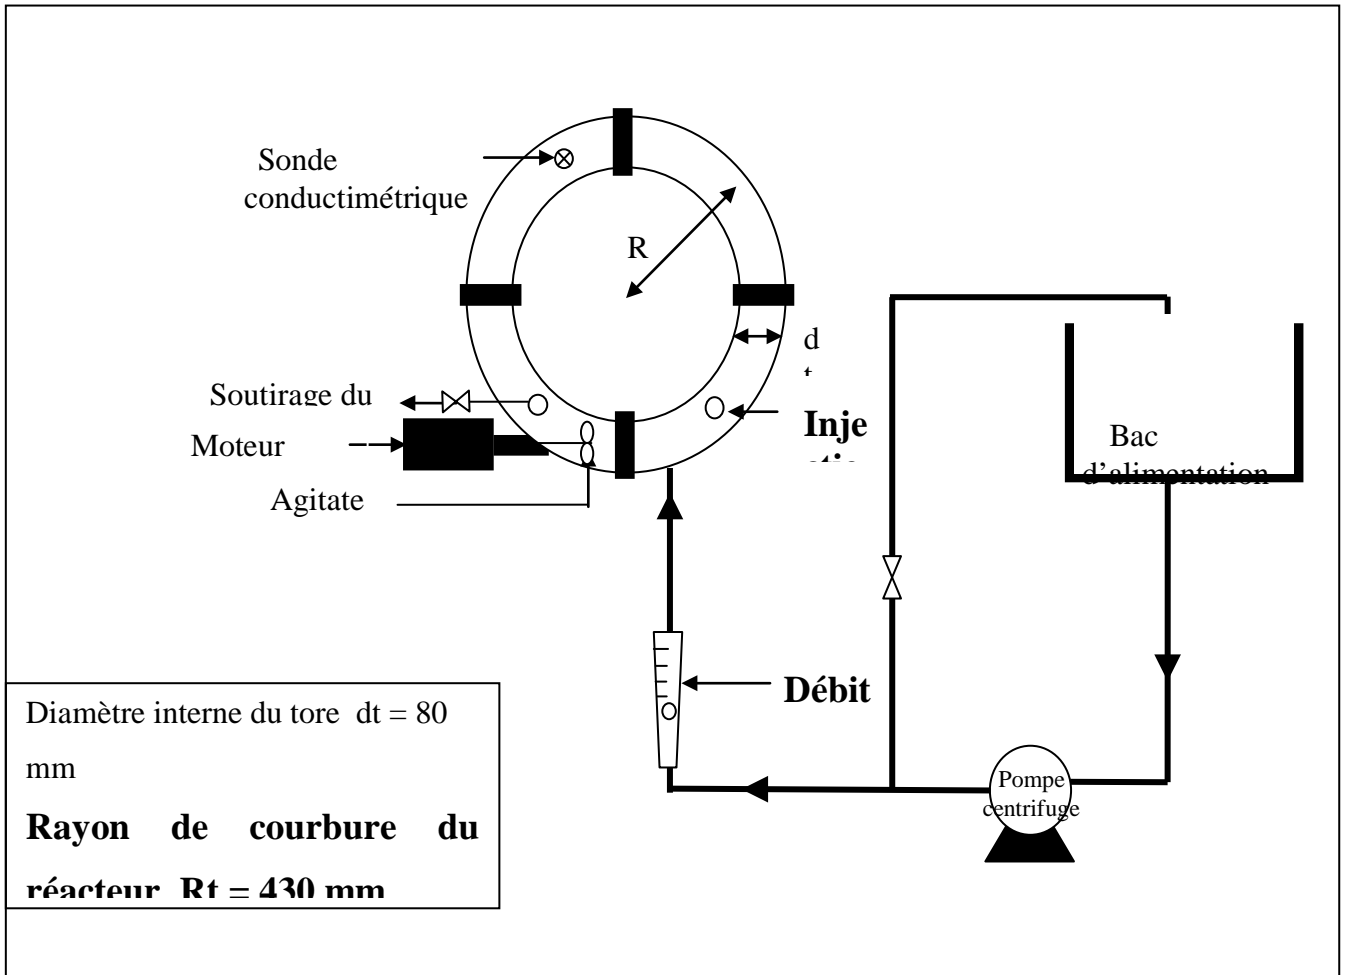 Sonde
conductimétrique
R
d
Soutirage du
Inje
Moteur
Bac
d'alimentation
Agitate
Débit
Diamètre interne du tore dt = 80
mm
Rayon de courbure du
réacteur Rt = 430 mm
Pompe
centrifuge